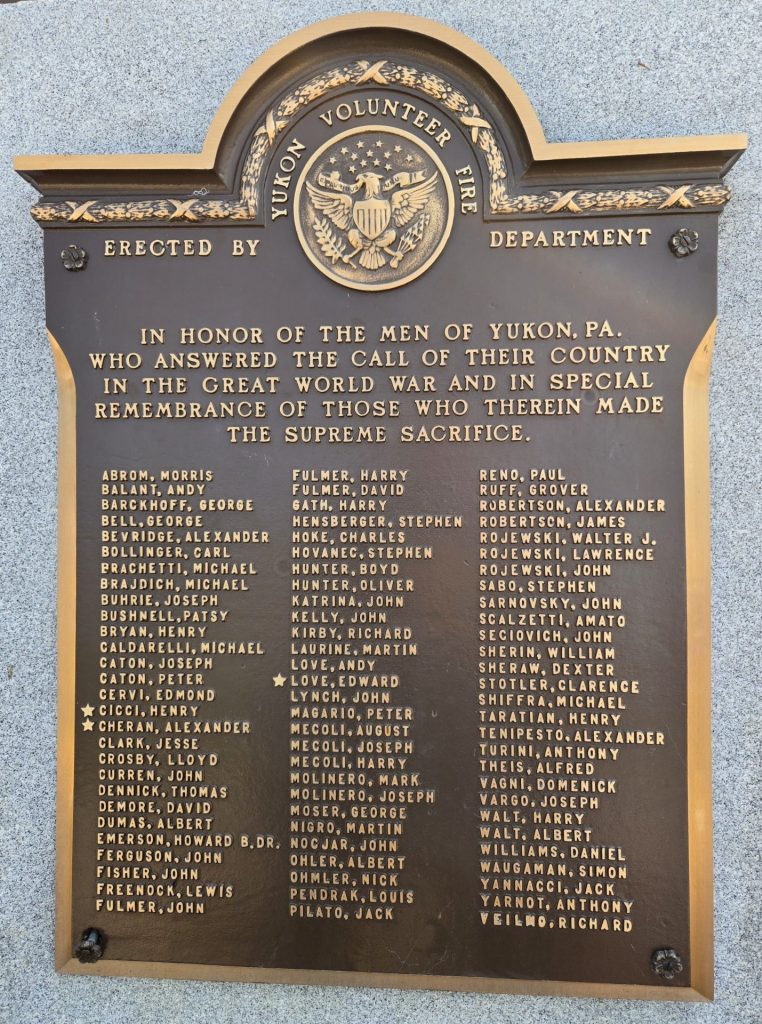 YUKON VOLUNTEER FIRE
ERECTED BY DEPARTMENT
IN HONOR OF THE MEN OF YUKON, PA.
WHO ANSWERED THE CALL OF THEIR COUNTRY
IN THE GREAT WORLD WAR AND IN SPECIAL
REMEMBRANCE OF THOSE WHO THEREIN MADE
THE SUPREME SACRIFICE.
ABROM, MORRIS
BALANT, ANDY
BARCKHOFF, GEORGE
BELL, GEORGE
BEVRIDGE, ALEXANDER
BOLLINGER, CARL
PRACHETTI, MICHAEL
BRAJDICH, MICHAEL
BUHRIE, JOSEPH
BUSHNELL, PATSY
BRYAN, HENRY
CALDARELLI, MICHAEL
CATON, JOSEPH
CATON, PETER
CERVI, EDMOND
CICCI, HENRY
CHERAN, ALEXANDER
CLARK, JESSE
CROSBY, LLOYD
CURREN, JOHN
DENNICK, THOMAS
DEMORE, DAVID
DUMAS, ALBERT
EMERSON, HOWARD B, DR.
FERGUSON, JOHN
FISHER, JOHN
FREENOCK, LEWIS
FULMER, JOHN
FULMER, HARRY
FULMER, DAVID
GATH, HARRY
HENSBERGER, STEPHEN
HOKE, CHARLES
HOVANEC, STEPHEN
HUNTER, BOYD
HUNTER, OLIVER
KATRINA, JOHN
KELLY, JOHN
KIRBY, RICHARD
LAURINE, MARTIN
LOVE, ANDY
LOVE, EDWARD
LYNCH, JOHN
MAGARIO, PETER
MECOLI, AUGUST
MECOLI, JOSEPH
MECOLI, HARRY
MOLINERO, MARK
MOLINERO, JOSEPH
MOSER, GEORGE
NIGRO, MARTIN
NOCJAR, JOHN
OHLER, ALBERT
OHMLER, NICK
PENDRAK, LOUIS
PILATO, JACK
RENO, PAUL
RUFF, GROVER
ROBERTSON, ALEXANDER
ROBERTSON, JAMES
ROJEWSKI, WALTER J.
ROJEWSKI, LAWRENCE
ROJEWSKI, JOHN
SABO, STEPHEN
SARNOVSKY, JOHN
SCALZETTI, AMATO
SECIOVICH, JOHN
SHERIN, WILLIAM
SHERAW, DEXTER
STOTLER, CLARENCE
SHIFFRA, MICHAEL
TARATIAN, HENRY
TENIPESTO, ALEXANDER
TURINI, ANTHONY
THEIS, ALFRED
VAGNI, DOMENICK
VARGO, JOSEPH
WALT, HARRY
WALT, ALBERT
WILLIAMS, DANIEL
WAUGAMAN, SIMON
YANNACCI, JACK
YARNOT, ANTHONY
VEILMO, RICHARD